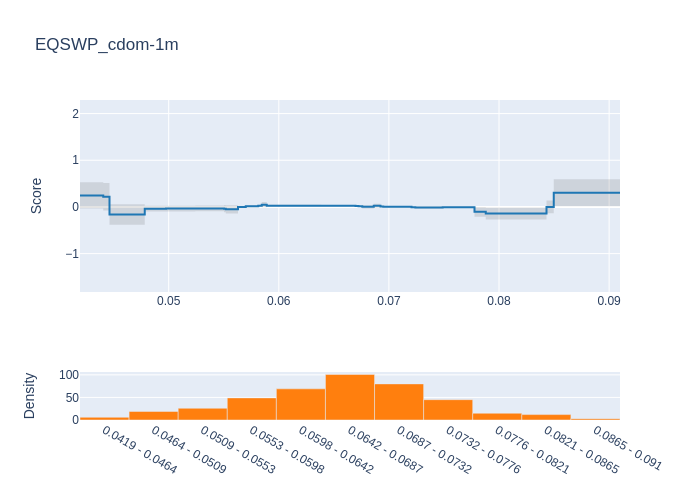 EQSWP_cdom-1m
Score
2
1
0
−1
0.05
0.06
0.07
0.08
0.09
Density
100
50
0
0.0419 - 0.0464
0.0464 - 0.0509
0.0509 - 0.0553
0.0553 - 0.0598
0.0598 - 0.0642
0.0642 - 0.0687
0.0687 - 0.0732
0.0732 - 0.0776
0.0776 - 0.0821
0.0821 - 0.0865
0.0865 - 0.091